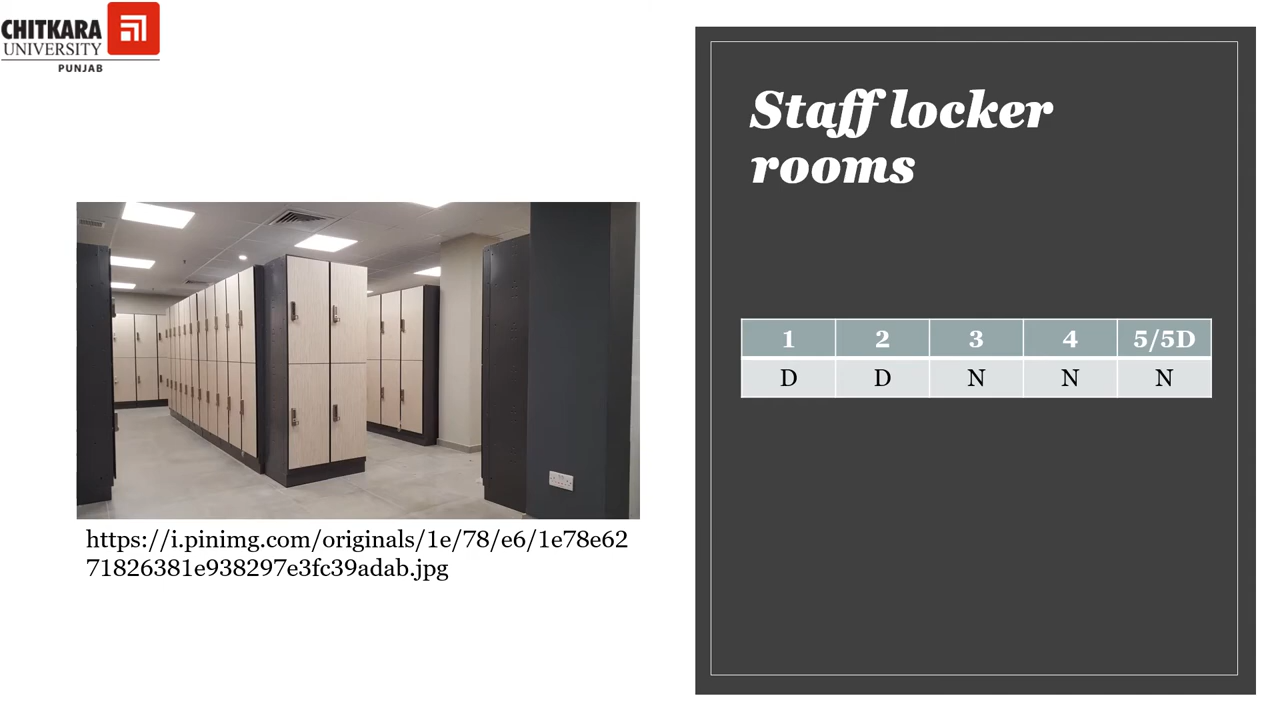 CHITKARA
UNIVERSITY
PUNJAB
Staff locker
rooms
1 2 3 4 5/5D
D D N N N
https://i.pinimg.com/originals/1e/78/e6/1e78e62
71826381e938297e3fc39adab.jpg